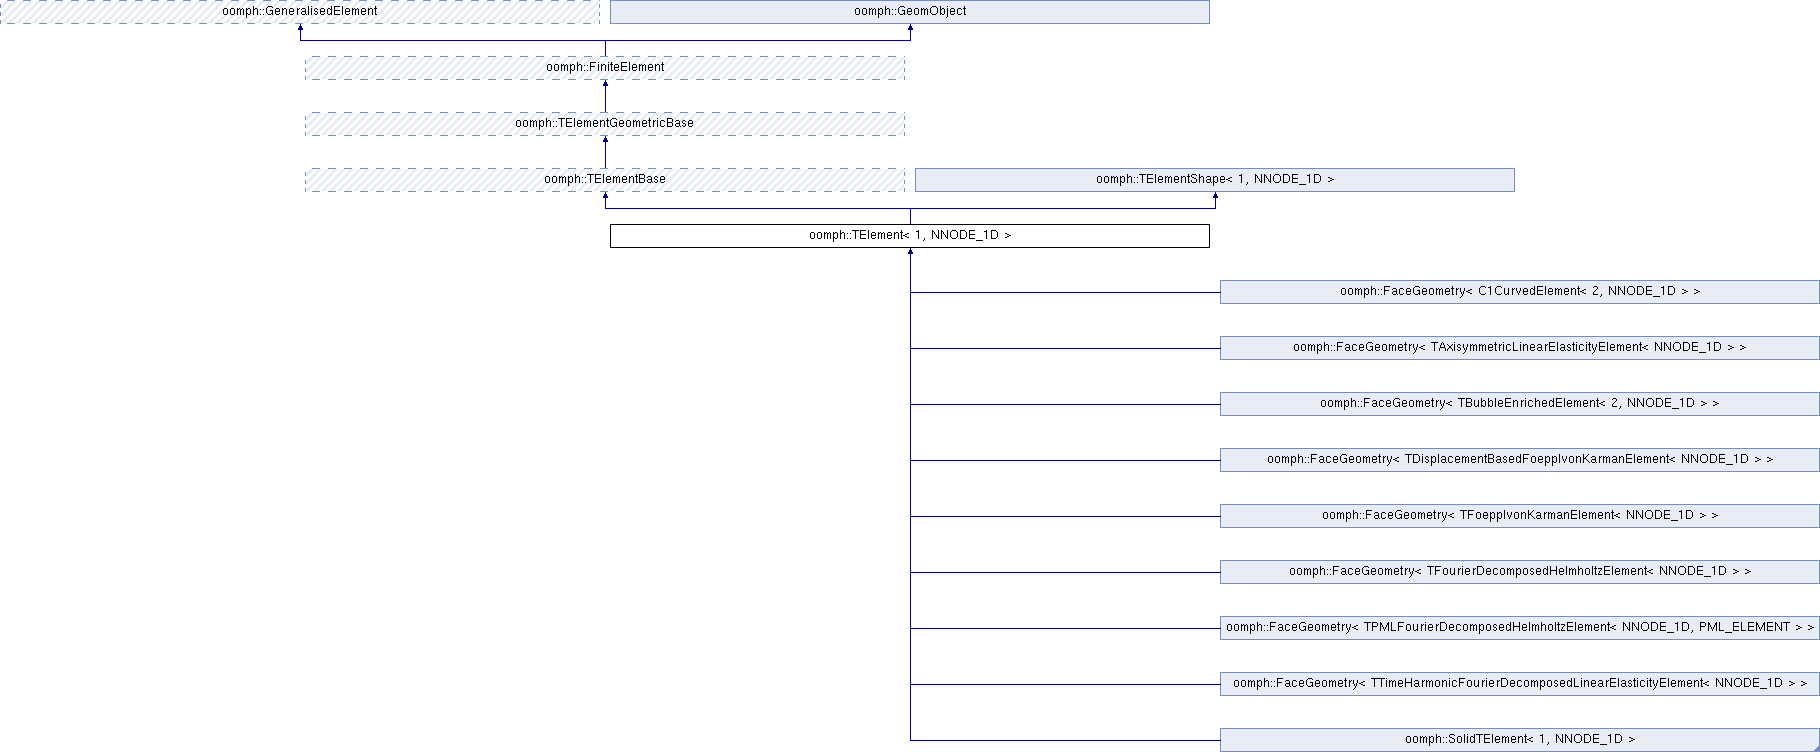 oomph::GeneralisedElement
oomph::GeomObject
oomph::FiniteElement
oomph::TElementGeometricBase
oomph::TElementBase
oomph::TElementShape< 1, NNODE_1D >
oomph::TElement< 1, NNODE_1D >
oomph::FaceGeometry< C1CurvedElement< 2, NNODE_1D > >
oomph::FaceGeometry< TAxisymmetricLinearElasticityElement< NNODE_1D > >
oomph::FaceGeometry< TBubbleEnrichedElement< 2, NNODE_1D > >
oomph::FaceGeometry< TDisplacementBasedFoepplvonKarmanElement< NNODE_1D > >
oomph::FaceGeometry< TFoepplvonKarmanElement< NNODE_1D > >
oomph::FaceGeometry< TFourierDecomposedHelmholtzElement< NNODE_1D > >
oomph::FaceGeometry< TPMLFourierDecomposedHelmholtzElement< NNODE_1D, PML_ELEMENT > >
oomph::FaceGeometry< TTimeHarmonicFourierDecomposedLinearElasticityElement< NNODE_1D > >
oomph::SolidTElement< 1, NNODE_1D >